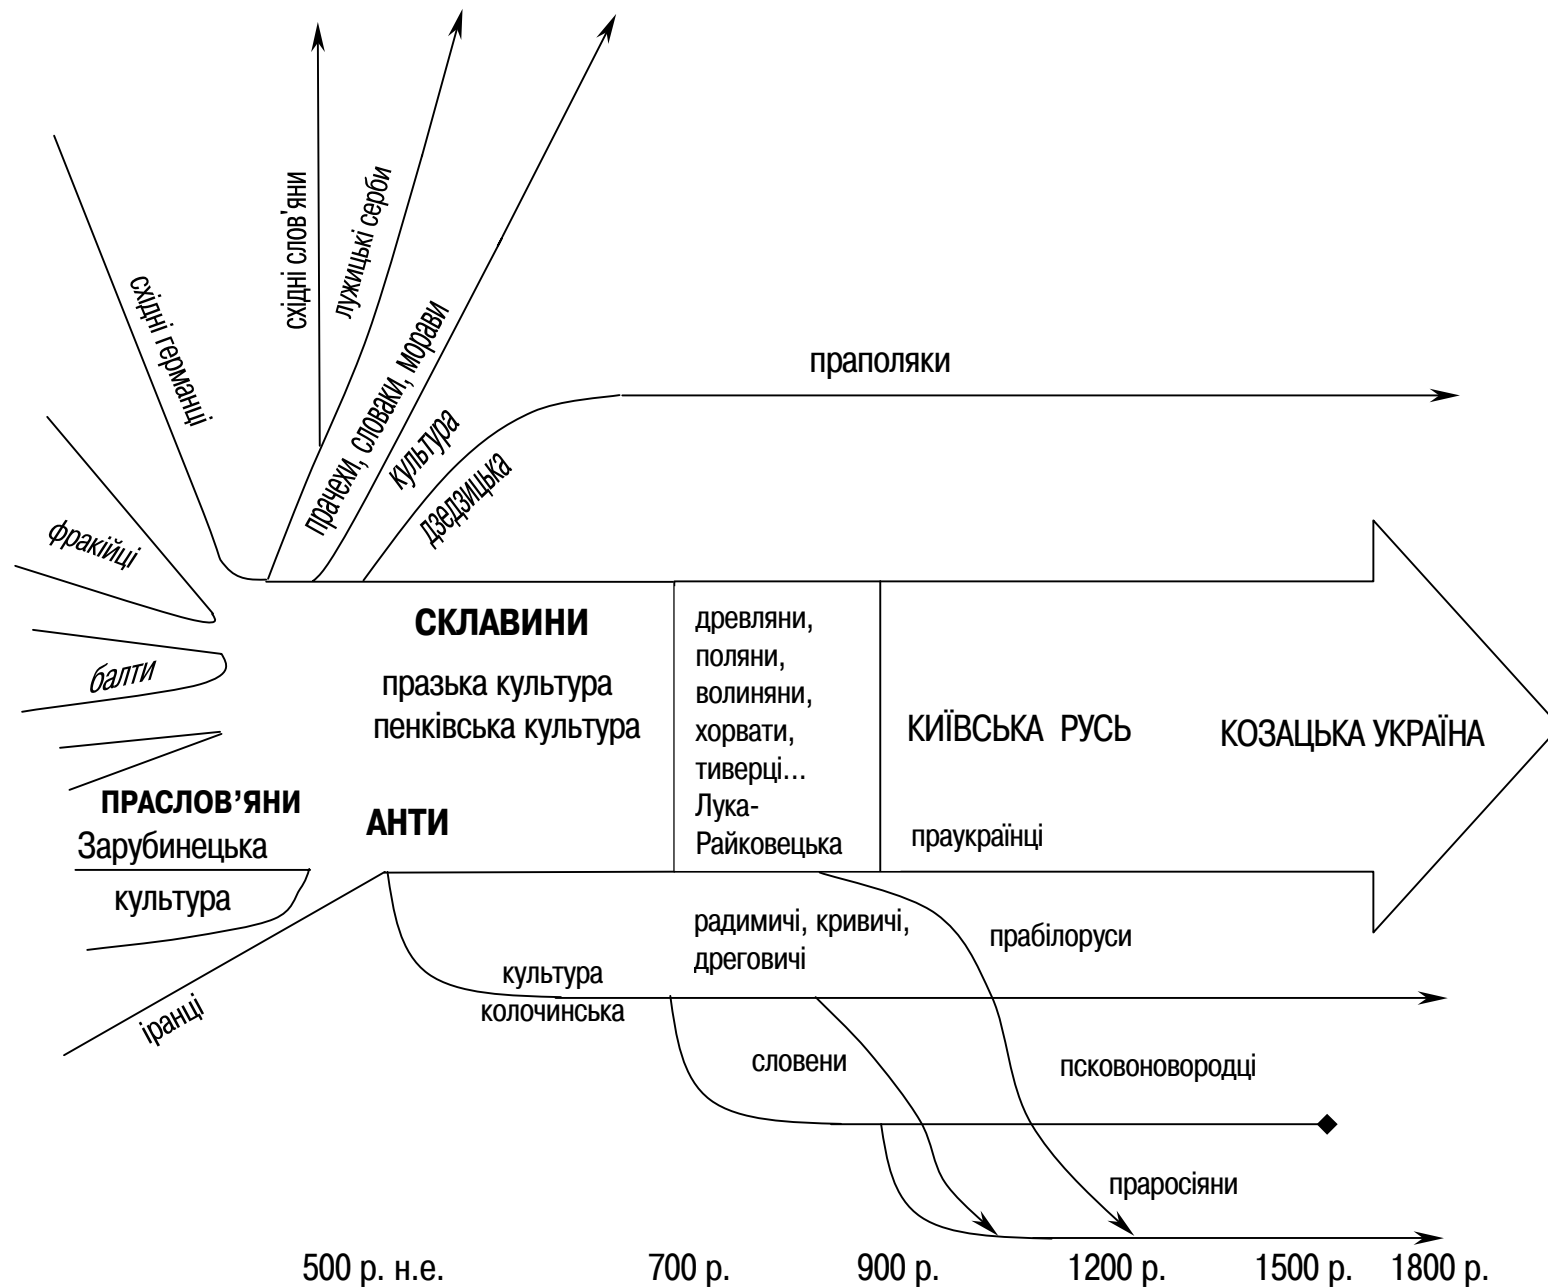 східні слов'яни
лужицькі серби
східні германці
прачехи, словаки, морави
культура
дзедзицька
праполяки
фракійці
балти
СКЛАВИНИ
празька культура
пенківська культура
древляни,
поляни,
волиняни,
хорвати,
тиверці...
Лука-
Райковецька
КИЇВСЬКА РУСЬ
КОЗАЦЬКА УКРАЇНА
ПРАСЛОВ’ЯНИ
Зарубинецька
культура
АНТИ
праукраїнці
іранці
культура
колочинська
радимичі, кривичі,
дреговичі
прабілоруси
словени
псковоновородці
праросіяни
500 р. н.е.
700 р.
900 р.
1200 р.
1500 р.
1800 р.